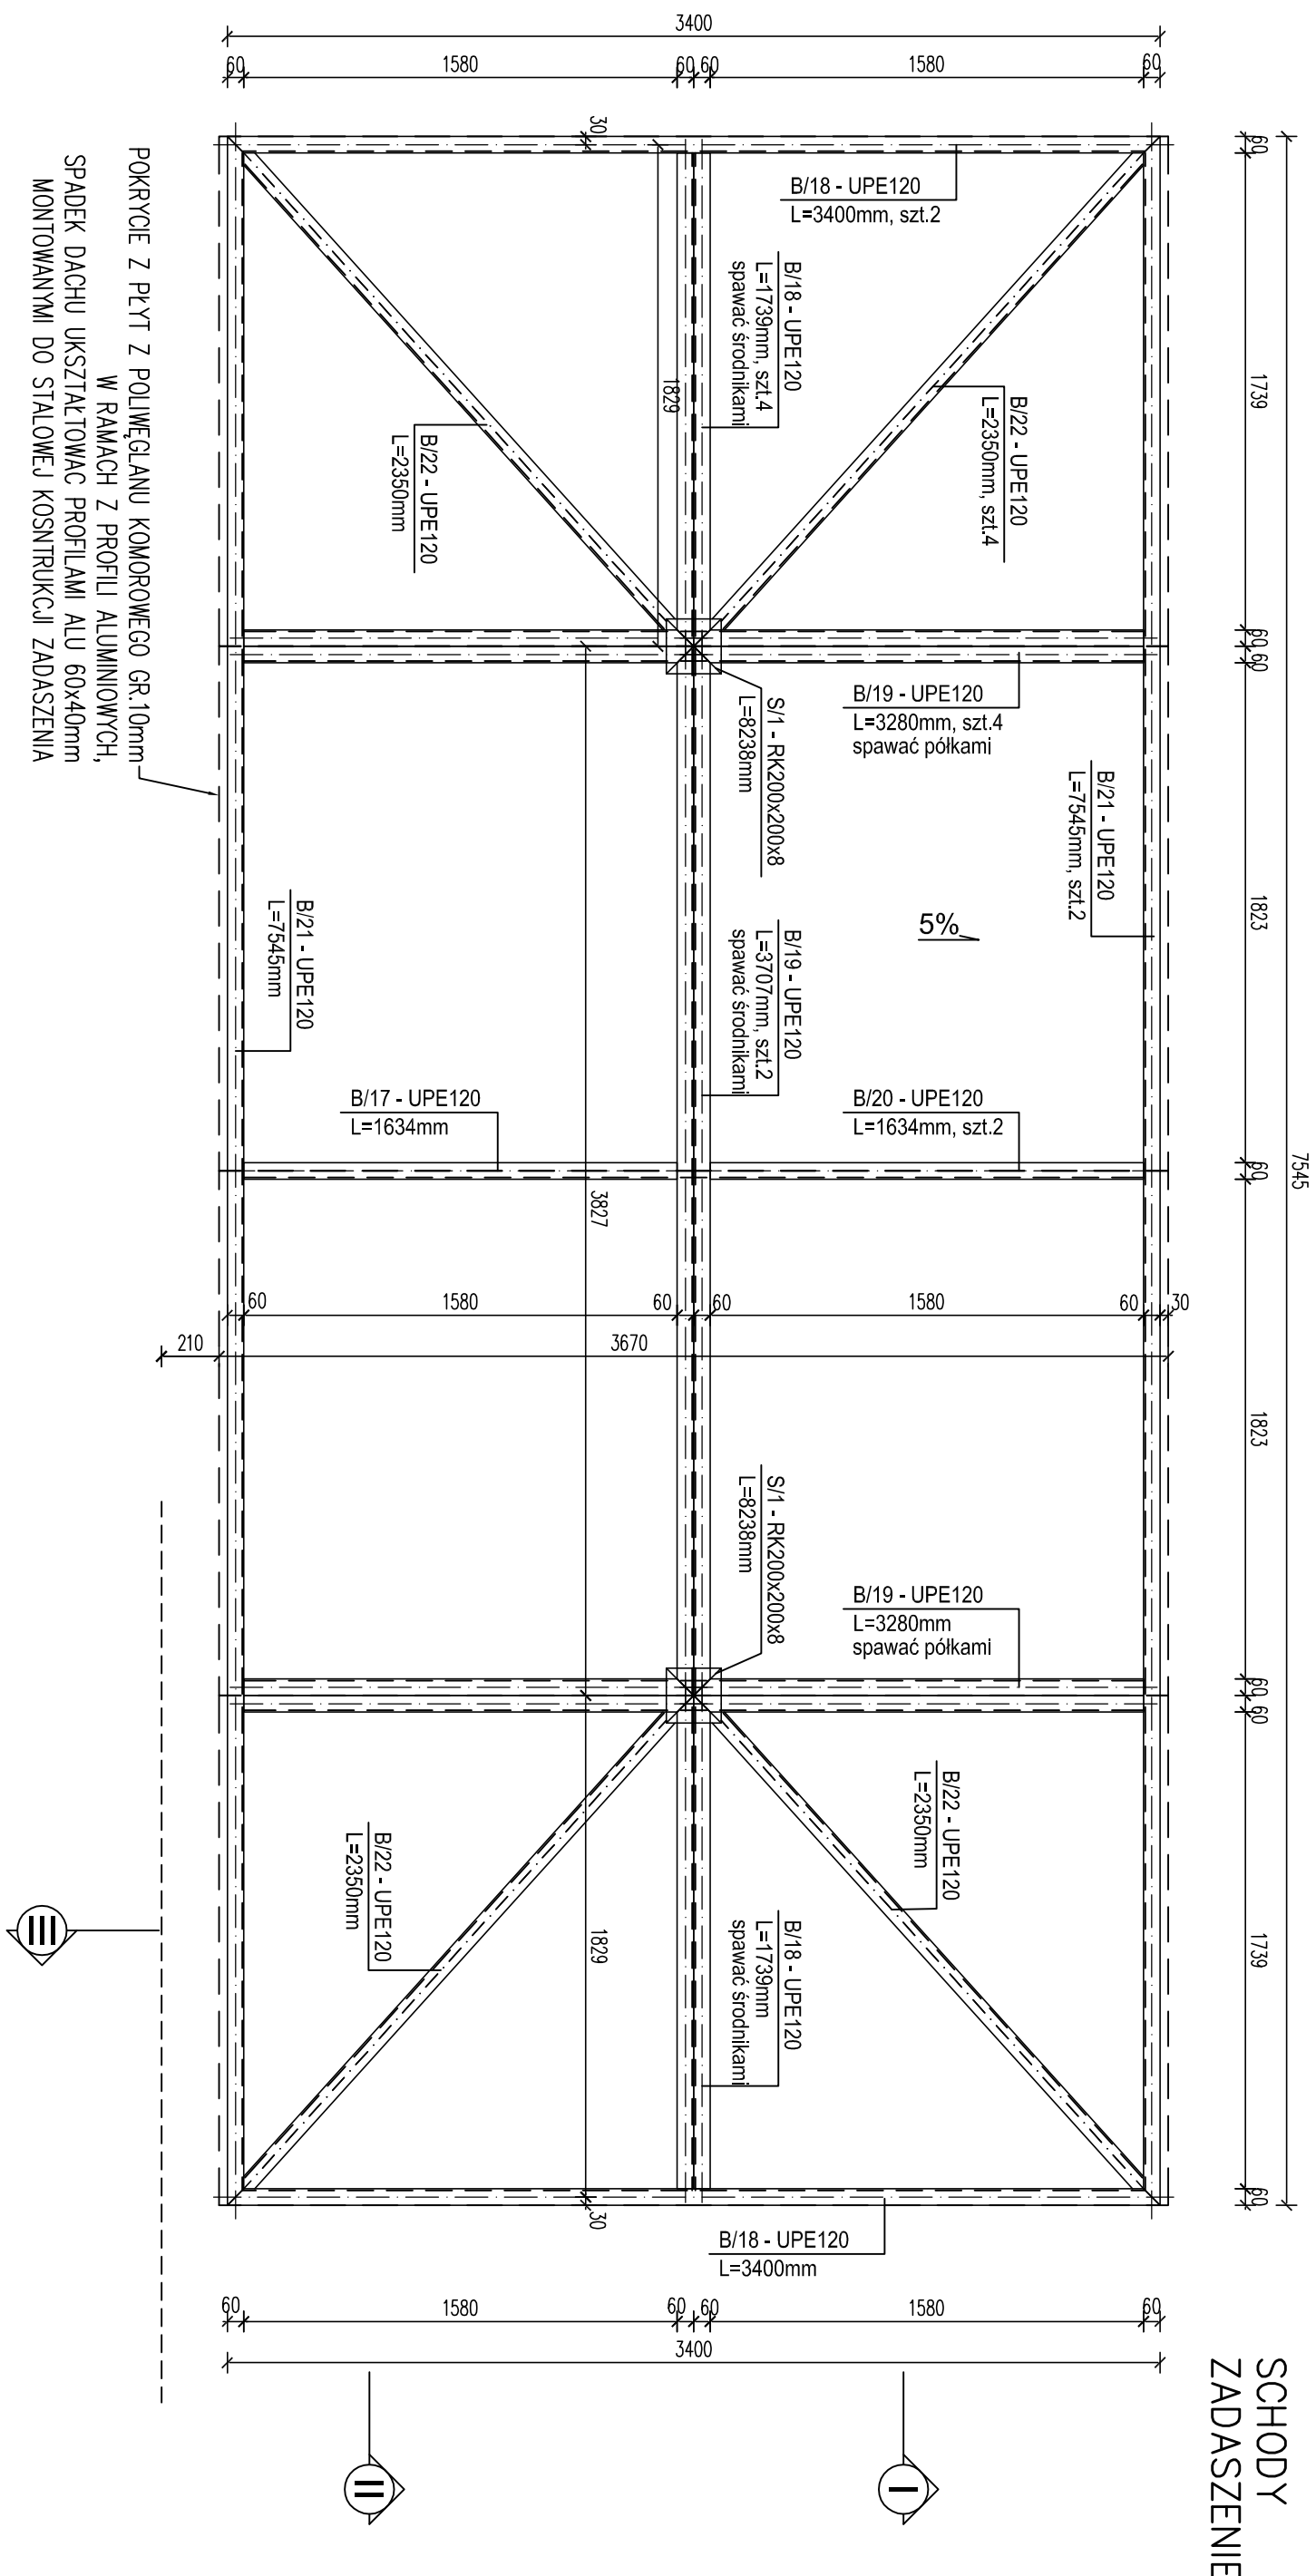 SCHODY
ZADASZENIE
3400
60
1580
60
60
1580
60
7545
60
1739
60
60
1823
60
1823
60
60
1739
60
30
B/18 - UPE120
L=3400mm, szt.2
B/18 - UPE120
L=1739mm, szt.4
spawać środnikami
B/22 - UPE120
L=2350mm, szt.4
B/22 - UPE120
L=2350mm
1829
B/19 - UPE120
L=3280mm, szt.4
spawać półkami
S/1 - RK200x200x8
L=8238mm
B/21 - UPE120
L=7545mm, szt.2
5%
B/19 - UPE120
L=3707mm, szt.2
spawać środnikami
B/21 - UPE120
L=7545mm
B/17 - UPE120
L=1634mm
B/20 - UPE120
L=1634mm, szt.2
3827
60
1580
60
60
1580
60
30
210
3670
S/1 - RK200x200x8
L=8238mm
B/19 - UPE120
L=3280mm
spawać półkami
B/22 - UPE120
L=2350mm
B/22 - UPE120
L=2350mm
B/18 - UPE120
L=1739mm
spawać środnikami
1829
30
B/18 - UPE120
L=3400mm
60
1580
60
60
1580
60
3400
POKRYCIE Z PŁYT Z POLIWĘGLANU KOMOROWEGO GR.10mm
W RAMACH Z PROFILI ALUMINIOWYCH,
SPADEK DACHU UKSZTAŁTOWAC PROFILAMI ALU 60x40mm
MONTOWANYMI DO STALOWEJ KOSNTRUKCJI ZADASZENIA
III
II
I